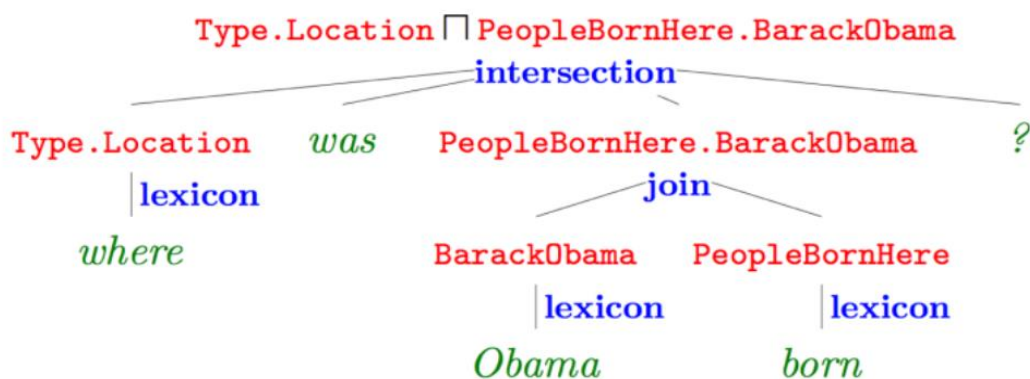 Type.Location ⊓ PeopleBornHere.BarackObama
intersection
Type.Location was PeopleBornHere.BarackObama ?
lexicon join
where BarackObama PeopleBornHere
lexicon lexicon
Obama born